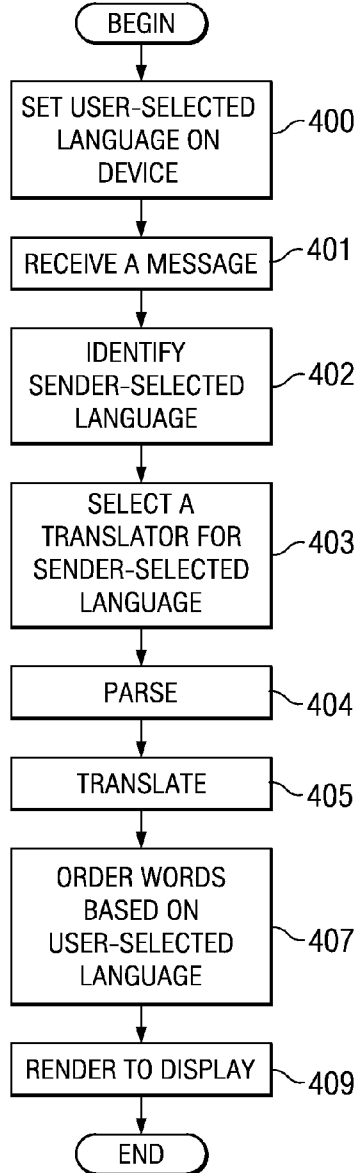 BEGIN
SET USER-SELECTED
LANGUAGE ON
DEVICE
400
RECEIVE A MESSAGE
401
IDENTIFY
SENDER-SELECTED
LANGUAGE
402
SELECT A
TRANSLATOR FOR
SENDER-SELECTED
LANGUAGE
403
PARSE
404
TRANSLATE
405
ORDER WORDS
BASED ON
USER-SELECTED
LANGUAGE
407
RENDER TO DISPLAY
409
END